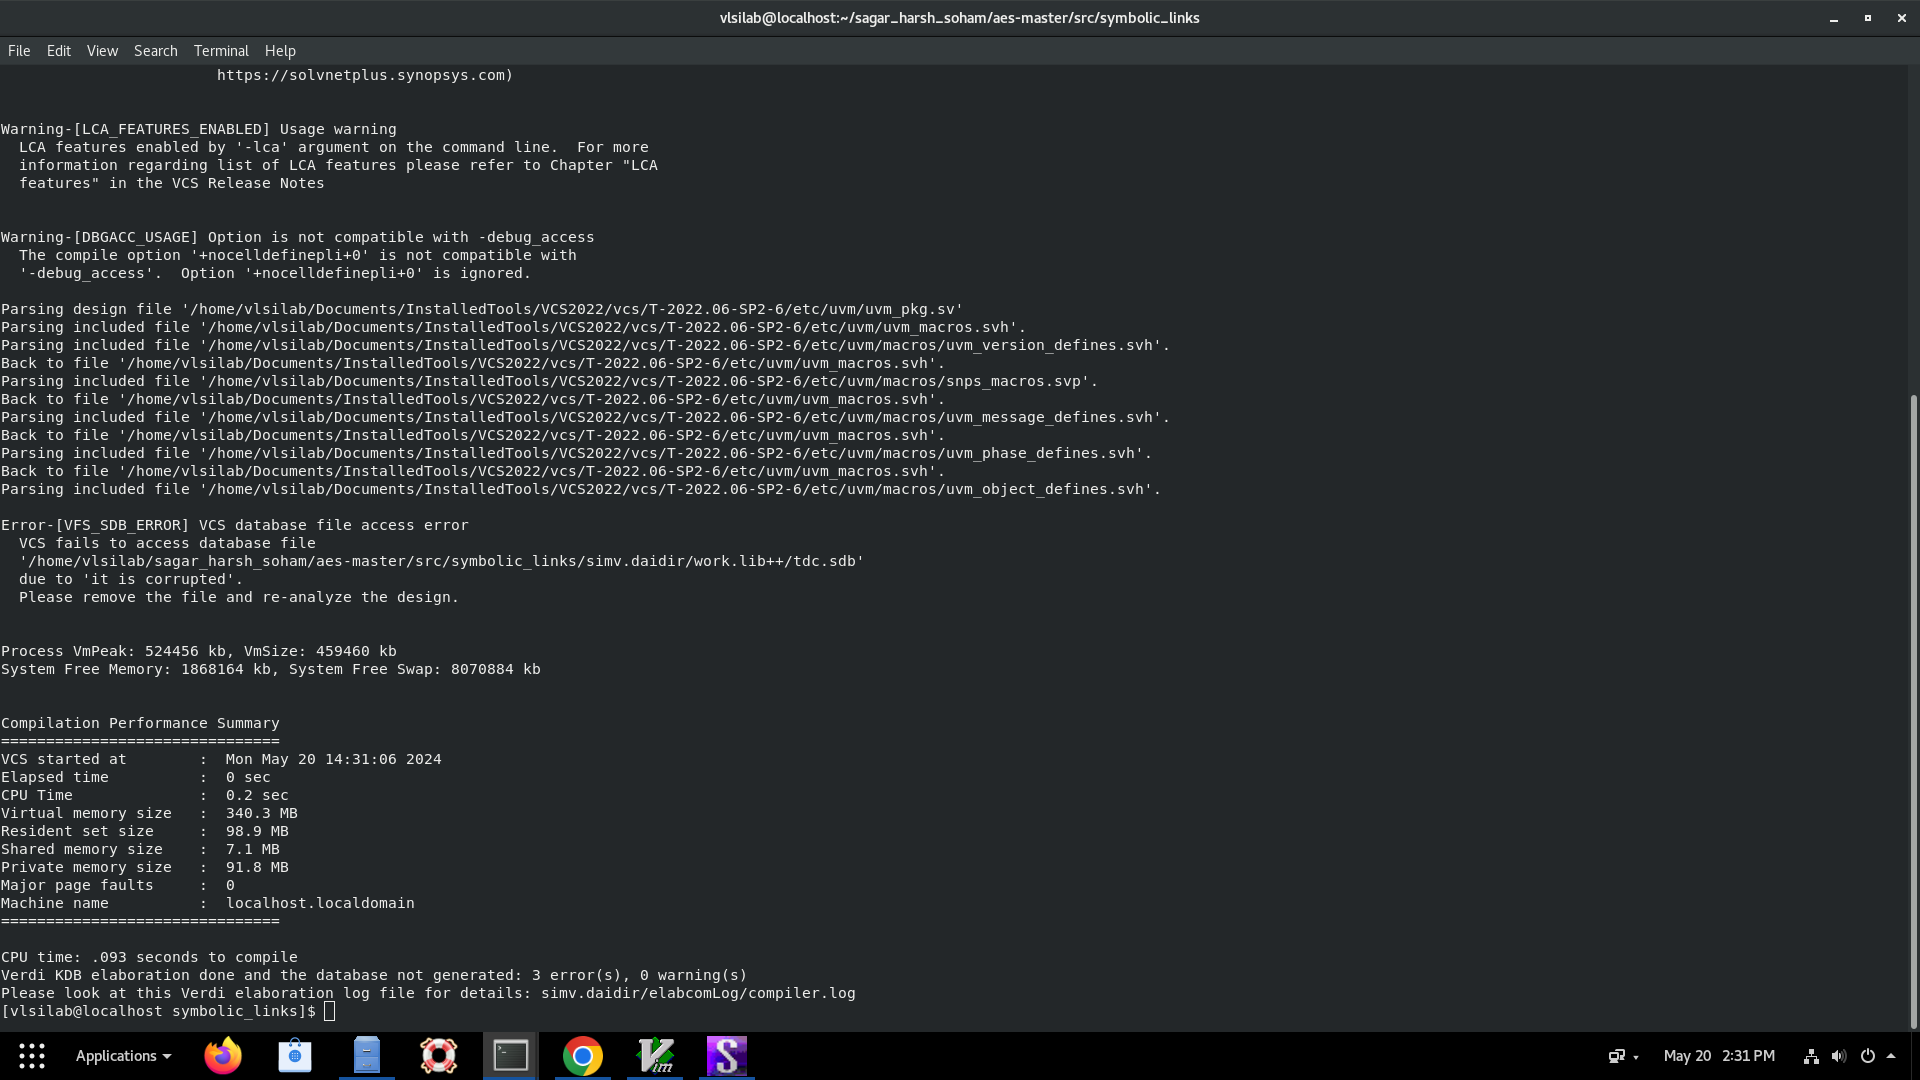 vlsilab@localhost:~/sagar_harsh_soham/aes-master/src/symbolic_links
File Edit View Search Terminal Help
https://solvnetplus.synopsys.com)
Warning-[LCA_FEATURES_ENABLED] Usage warning
LCA features enabled by '-lca' argument on the command line.  For more
information regarding list of LCA features please refer to Chapter "LCA
features" in the VCS Release Notes
Warning-[DBGACC_USAGE] Option is not compatible with -debug_access
The compile option '+nocelldefinepli+0' is not compatible with
'-debug_access'.  Option '+nocelldefinepli+0' is ignored.
Parsing design file '/home/vlsilab/Documents/InstalledTools/VCS2022/vcs/T-2022.06-SP2-6/etc/uvm/uvm_pkg.sv'
Parsing included file '/home/vlsilab/Documents/InstalledTools/VCS2022/vcs/T-2022.06-SP2-6/etc/uvm/uvm_macros.svh'.
Parsing included file '/home/vlsilab/Documents/InstalledTools/VCS2022/vcs/T-2022.06-SP2-6/etc/uvm/macros/uvm_version_defines.svh'.
Back to file '/home/vlsilab/Documents/InstalledTools/VCS2022/vcs/T-2022.06-SP2-6/etc/uvm/uvm_macros.svh'.
Parsing included file '/home/vlsilab/Documents/InstalledTools/VCS2022/vcs/T-2022.06-SP2-6/etc/uvm/macros/snps_macros.svp'.
Back to file '/home/vlsilab/Documents/InstalledTools/VCS2022/vcs/T-2022.06-SP2-6/etc/uvm/uvm_macros.svh'.
Parsing included file '/home/vlsilab/Documents/InstalledTools/VCS2022/vcs/T-2022.06-SP2-6/etc/uvm/macros/uvm_message_defines.svh'.
Back to file '/home/vlsilab/Documents/InstalledTools/VCS2022/vcs/T-2022.06-SP2-6/etc/uvm/uvm_macros.svh'.
Parsing included file '/home/vlsilab/Documents/InstalledTools/VCS2022/vcs/T-2022.06-SP2-6/etc/uvm/macros/uvm_phase_defines.svh'.
Back to file '/home/vlsilab/Documents/InstalledTools/VCS2022/vcs/T-2022.06-SP2-6/etc/uvm/uvm_macros.svh'.
Parsing included file '/home/vlsilab/Documents/InstalledTools/VCS2022/vcs/T-2022.06-SP2-6/etc/uvm/macros/uvm_object_defines.svh'.
Error-[VFS_SDB_ERROR] VCS database file access error
VCS fails to access database file
'/home/vlsilab/sagar_harsh_soham/aes-master/src/symbolic_links/simv.daidir/work.lib++/tdc.sdb'
due to 'it is corrupted'.
Please remove the file and re-analyze the design.
Process VmPeak: 524456 kb, VmSize: 459460 kb
System Free Memory: 1868164 kb, System Free Swap: 8070884 kb
Compilation Performance Summary
===============================
VCS started at        :  Mon May 20 14:31:06 2024
Elapsed time          :  0 sec
CPU Time              :  0.2 sec
Virtual memory size   :  340.3 MB
Resident set size     :  98.9 MB
Shared memory size    :  7.1 MB
Private memory size   :  91.8 MB
Major page faults     :  0
Machine name          :  localhost.localdomain
===============================
CPU time: .093 seconds to compile
Verdi KDB elaboration done and the database not generated: 3 error(s), 0 warning(s)
Please look at this Verdi elaboration log file for details: simv.daidir/elabcomLog/compiler.log
[vlsilab@localhost symbolic_links]$
Applications May 20 2:31 PM